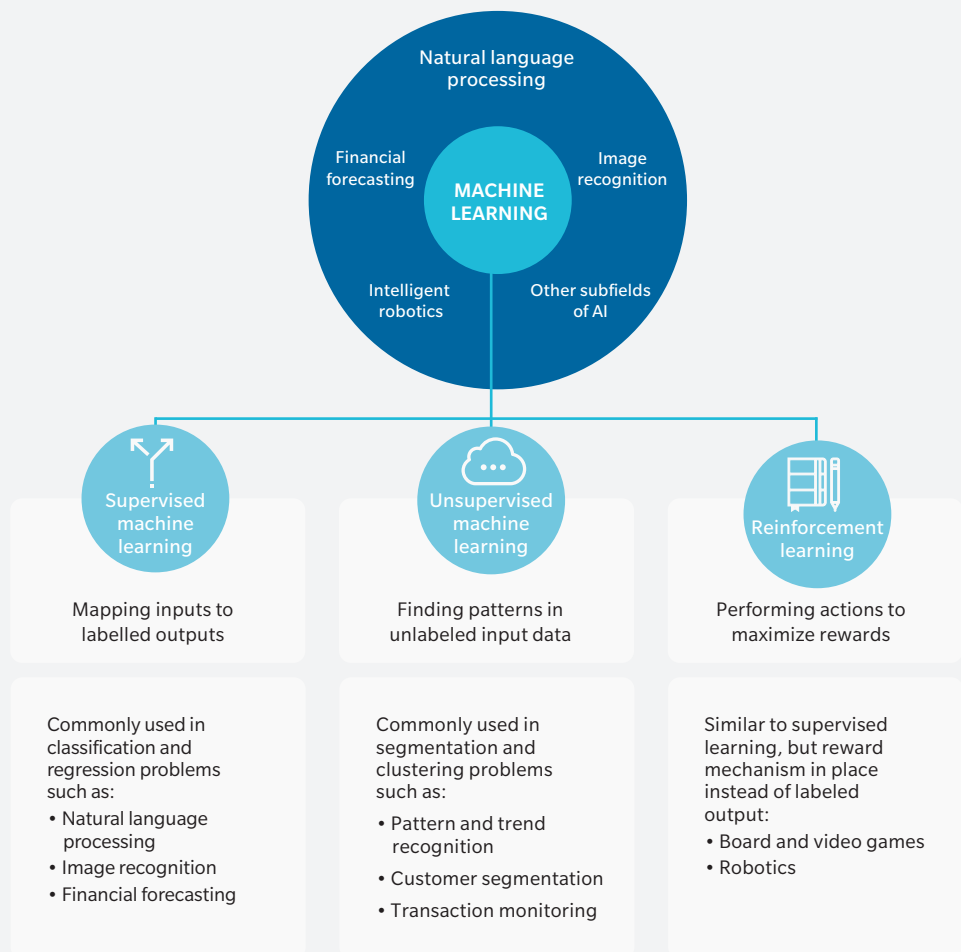 Natural language
processing
Financial
forecasting
MACHINE
LEARNING
Image
recognition
Intelligent
robotics
Other subfields
of AI
Supervised
machine
learning
Mapping inputs to
labelled outputs
Commonly used in
classification and
regression problems
such as:
• Natural language
processing
• Image recognition
• Financial forecasting
Unsupervised
machine
learning
Finding patterns in
unlabeled input data
Commonly used in
segmentation and
clustering problems
such as:
• Pattern and trend
recognition
• Customer segmentation
• Transaction monitoring
Reinforcement
learning
Performing actions to
maximize rewards
Similar to supervised
learning, but reward
mechanism in place
instead of labeled
output:
• Board and video games
• Robotics